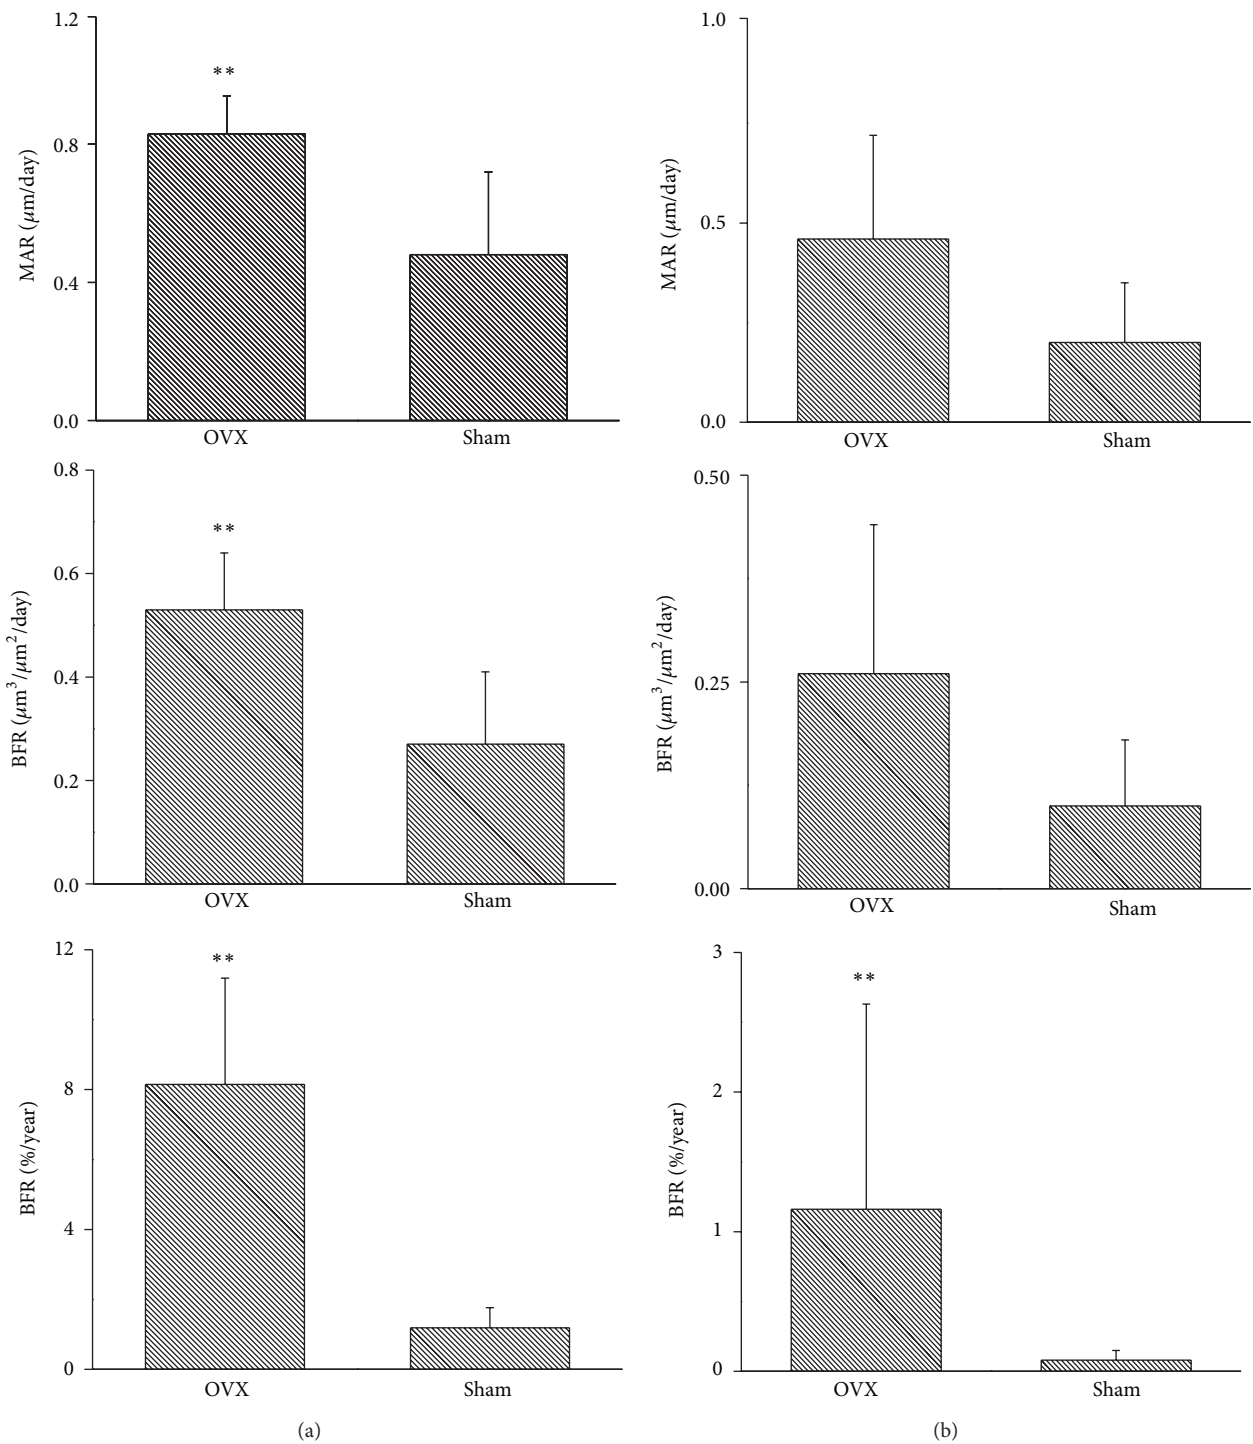 1.2
0.8
0.4
0.0
MAR (μm/day)
**
OVX
Sham
1.0
0.5
0.0
MAR (μm/day)
OVX
Sham
0.8
0.6
0.4
0.2
0.0
BFR (μm³/μm²/day)
**
OVX
Sham
0.50
0.25
0.00
BFR (μm³/μm²/day)
OVX
Sham
12
8
4
0
BFR (%/year)
**
OVX
Sham
(a)
3
2
1
0
BFR (%/year)
**
OVX
Sham
(b)